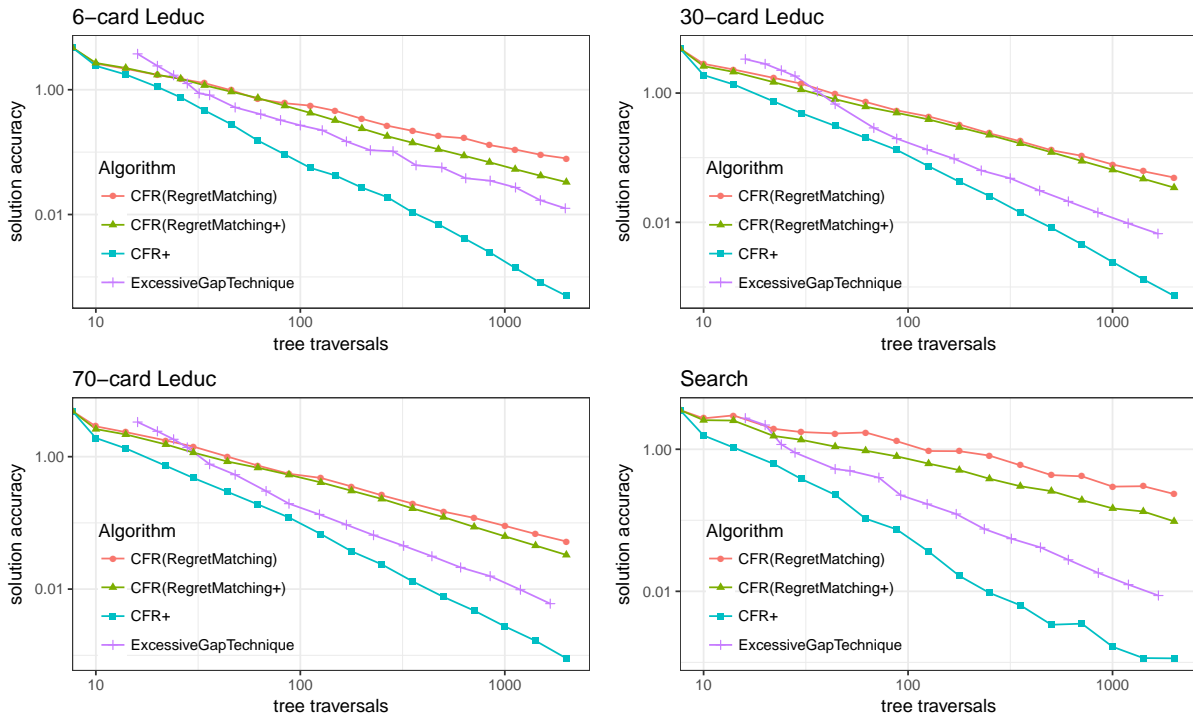 6−card Leduc
solution accuracy
1.00
0.01
Algorithm
CFR(RegretMatching)
CFR(RegretMatching+)
CFR+
ExcessiveGapTechnique
10
100
1000
tree traversals
30−card Leduc
solution accuracy
1.00
0.01
Algorithm
CFR(RegretMatching)
CFR(RegretMatching+)
CFR+
ExcessiveGapTechnique
10
100
1000
tree traversals
70−card Leduc
solution accuracy
1.00
0.01
Algorithm
CFR(RegretMatching)
CFR(RegretMatching+)
CFR+
ExcessiveGapTechnique
10
100
1000
tree traversals
Search
solution accuracy
1.00
0.01
Algorithm
CFR(RegretMatching)
CFR(RegretMatching+)
CFR+
ExcessiveGapTechnique
10
100
1000
tree traversals